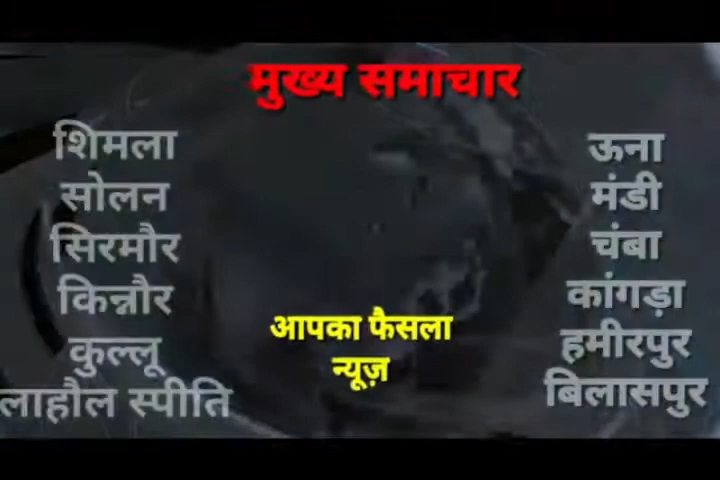 मुख्य समाचार
शिमला
सोलन
सिरमौर
किन्नौर
कुल्लू
लाहौल स्पीति
ऊना
मंडी
चंबा
कांगड़ा
हमीरपुर
बिलासपुर
आपका फैसला
न्यूज़